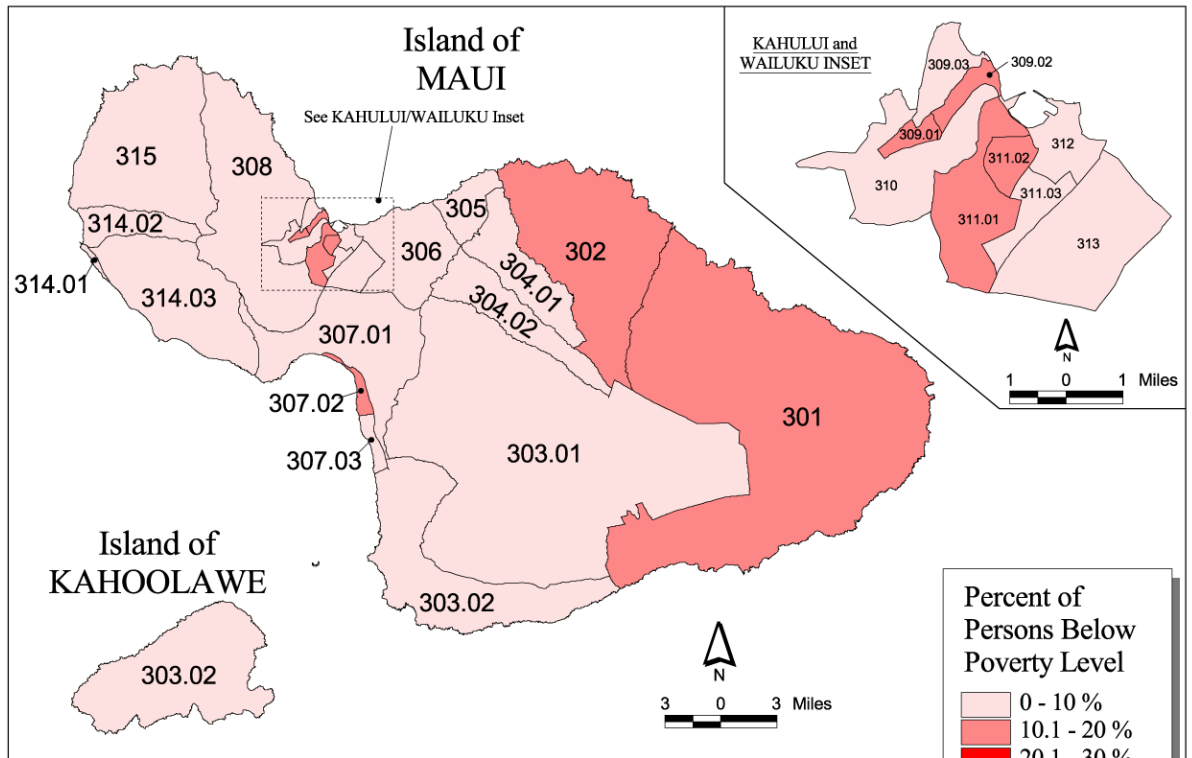 Island of
MAUI
See KAHULUI/WAILUKU Inset
KAHULUI and
WAILUKU INSET
309.03
309.02
309.01
310
311.02
312
311.03
311.01
313
N
1 0 1 Miles
315
308
314.02
314.01
314.03
305
306
302
304.01
304.02
307.01
307.02
307.03
301
303.01
303.02
Island of
KAHOOLAWE
303.02
N
3 0 3 Miles
Percent of
Persons Below
Poverty Level
0 - 10 %
10.1 - 20 %
20.1 - 30 %